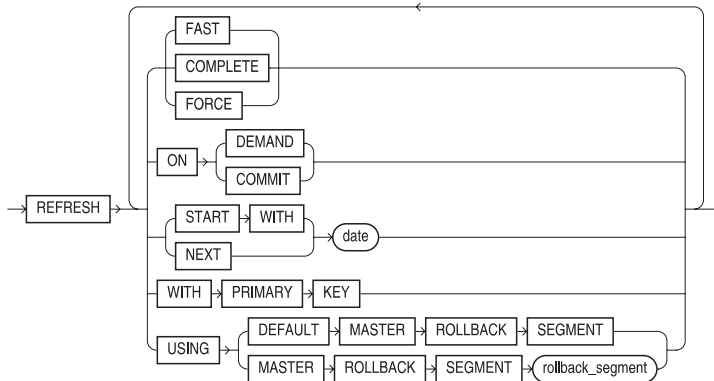 FAST
COMPLETE
FORCE
ON DEMAND
COMMIT
REFRESH
START WITH
NEXT
date
WITH PRIMARY KEY
USING DEFAULT MASTER ROLLBACK SEGMENT
MASTER ROLLBACK SEGMENT rollback_segment